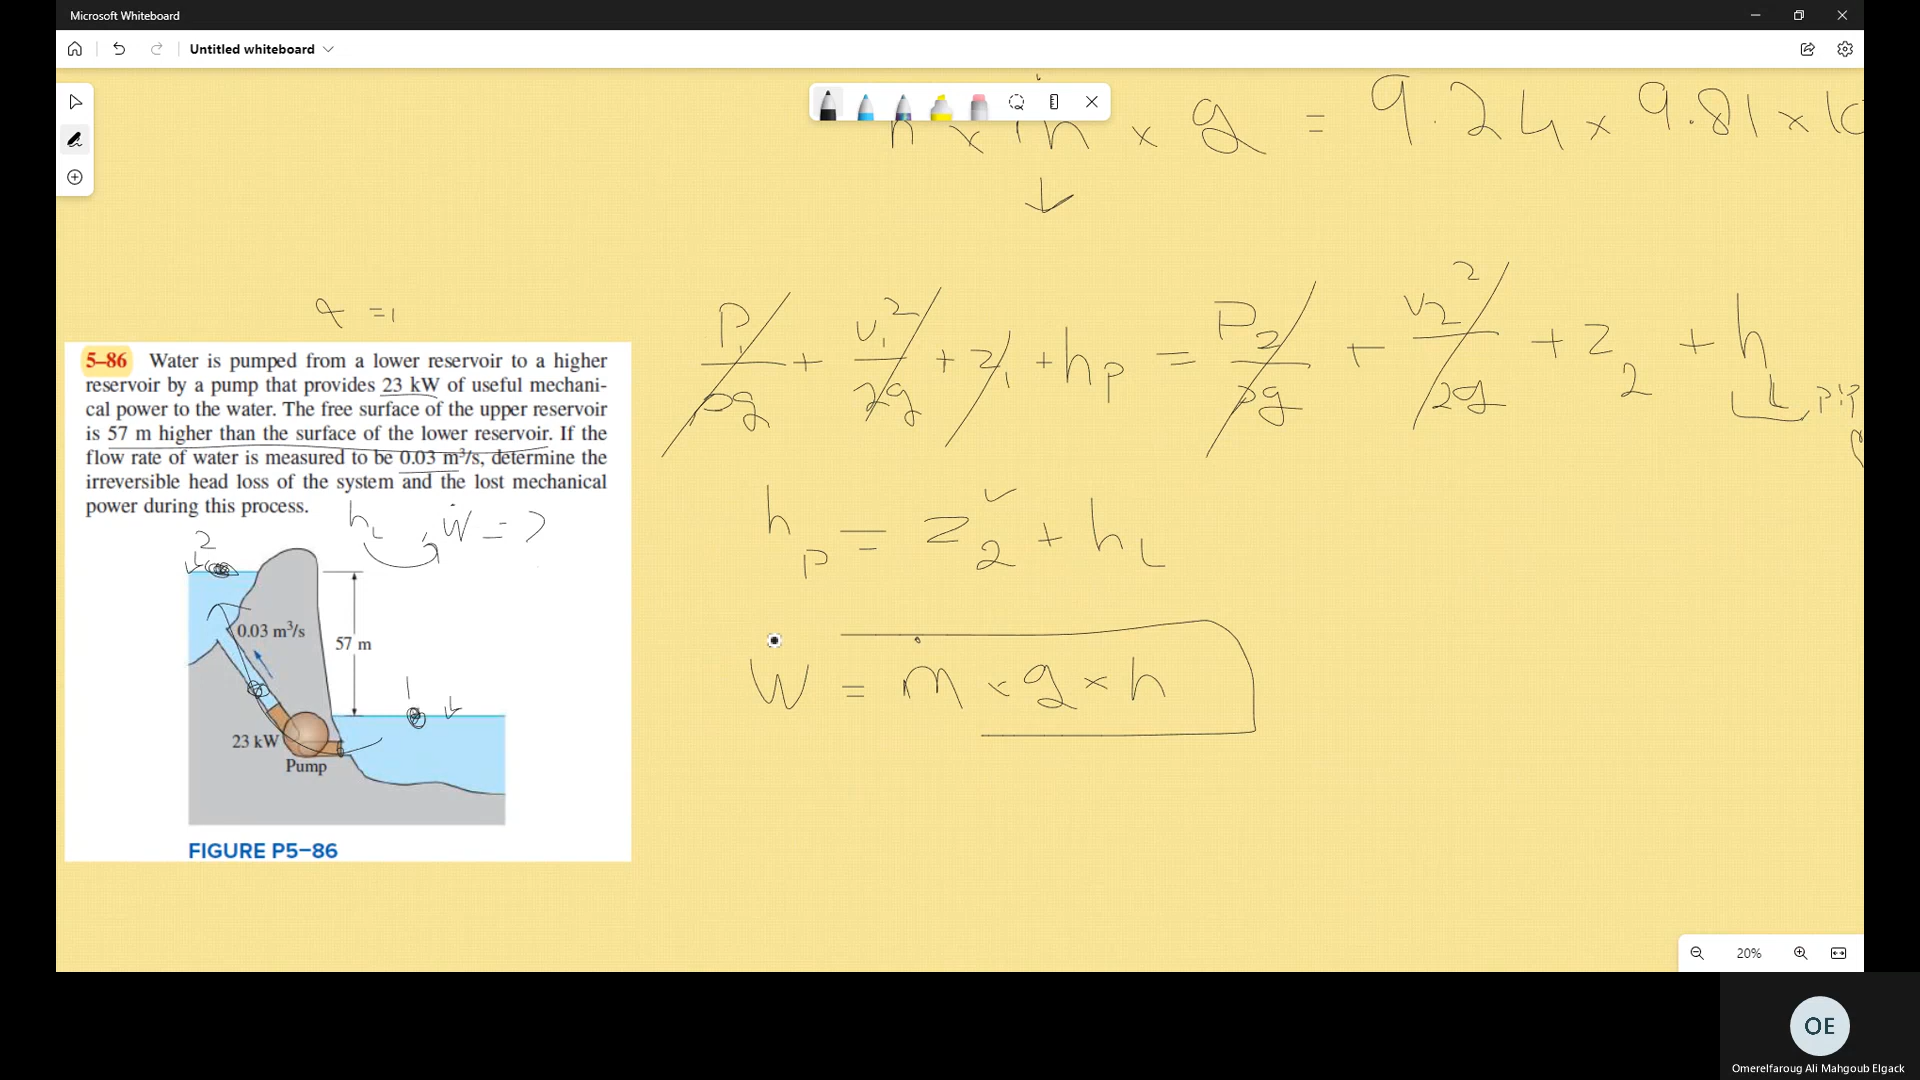 Microsoft Whiteboard
Untitled whiteboard
× ṁ × g = 9.24 × 9.81 × 10
α = 1
P₁/ρg + v₁²/2g + z₁ + hP = P₂/ρg + v₂²/2g + z₂ + hL
5–86 Water is pumped from a lower reservoir to a higher
reservoir by a pump that provides 23 kW of useful mechani-
cal power to the water. The free surface of the upper reservoir
is 57 m higher than the surface of the lower reservoir. If the
flow rate of water is measured to be 0.03 m³/s, determine the
irreversible head loss of the system and the lost mechanical
power during this process.
hL , Ẇ = ?
hP = z₂ + hL
2
0.03 m³/s
57 m
1
23 kW
Pump
FIGURE P5–86
W = ṁ × g × h
20%
OE
Omerelfaroug Ali Mahgoub Elgack